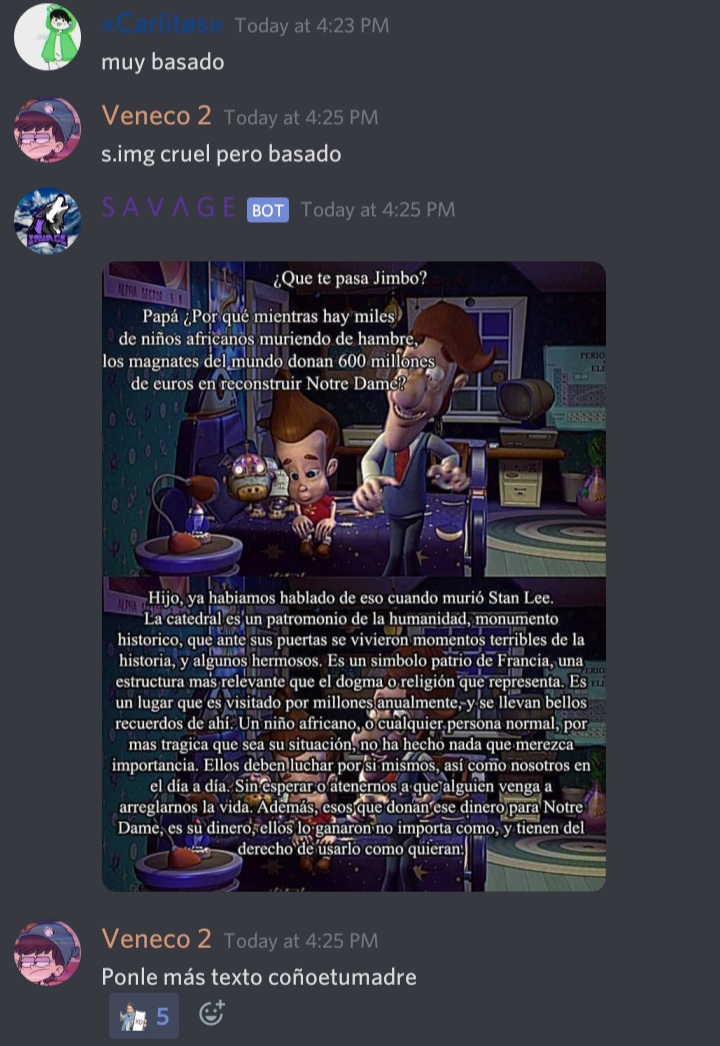 «Carlitøs» Today at 4:23 PM
muy basado
Veneco 2 Today at 4:25 PM
s.img cruel pero basado
S A V Λ G E BOT Today at 4:25 PM
SAVAGE
ALPHA SECTOR
¿Que te pasa Jimbo?
Papá ¿Por qué mientras hay miles
de niños africanos muriendo de hambre,
los magnates del mundo donan 600 millones
de euros en reconstruir Notre Dame?
PERIO
ELE
Hijo, ya habiamos hablado de eso cuando murió Stan Lee.
La catedral es un patromonio de la humanidad, monumento
historico, que ante sus puertas se vivieron momentos terribles de la
historia, y algunos hermosos. Es un simbolo patrio de Francia, una
estructura mas relevante que el dogma o religión que representa. Es
un lugar que es visitado por millones anualmente, y se llevan bellos
recuerdos de ahí. Un niño africano, o cualquier persona normal, por
mas tragica que sea su situación, no ha hecho nada que merezca
importancia. Ellos deben luchar por si mismos, así como nosotros en
el día a día. Sin esperar o atenernos a que alguien venga a
arreglarnos la vida. Además, esos que donan ese dinero para Notre
Dame, es su dinero, ellos lo ganaron no importa como, y tienen del
derecho de usarlo como quieran.
Veneco 2 Today at 4:25 PM
Ponle más texto coñoetumadre
5